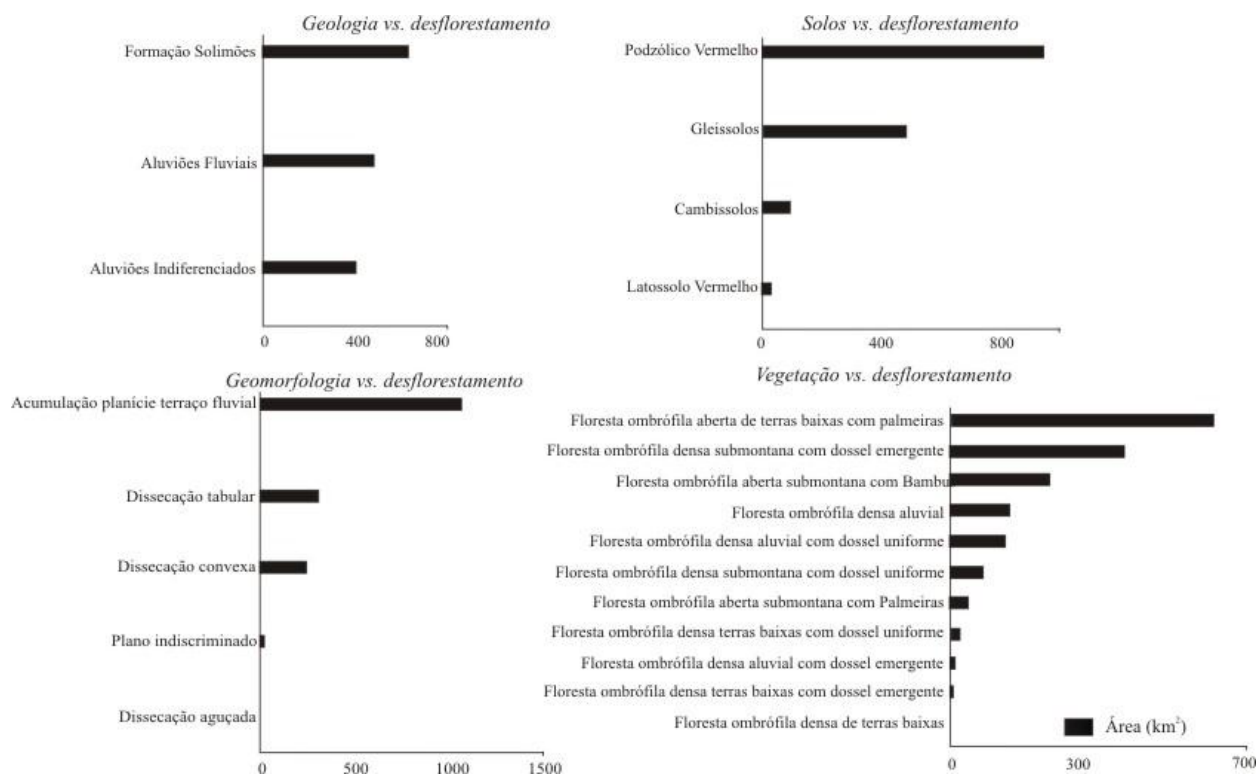 Geologia vs. desflorestamento
Formação Solimões
Aluviões Fluviais
Aluviões Indiferenciados
0 400 800
Solos vs. desflorestamento
Podzólico Vermelho
Gleissolos
Cambissolos
Latossolo Vermelho
0 400 800
Geomorfologia vs. desflorestamento
Acumulação planície terraço fluvial
Dissecação tabular
Dissecação convexa
Plano indiscriminado
Dissecação aguçada
0 500 1000 1500
Vegetação vs. desflorestamento
Floresta ombrófila aberta de terras baixas com palmeiras
Floresta ombrófila densa submontana com dossel emergente
Floresta ombrófila aberta submontana com Bambu
Floresta ombrófila densa aluvial
Floresta ombrófila densa aluvial com dossel uniforme
Floresta ombrófila densa submontana com dossel uniforme
Floresta ombrófila aberta submontana com Palmeiras
Floresta ombrófila densa terras baixas com dossel uniforme
Floresta ombrófila densa aluvial com dossel emergente
Floresta ombrófila densa terras baixas com dossel emergente
Floresta ombrófila densa de terras baixas
Área (km²)
0 300 700